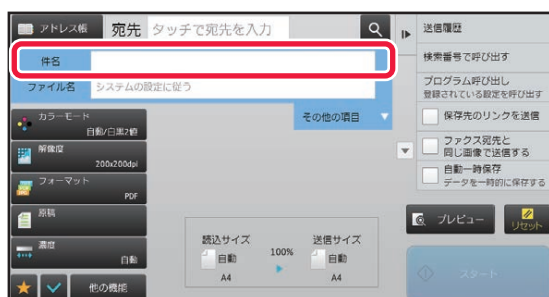 アドレス帳 宛先 タッチで宛先を入力
件名
ファイル名 システムの設定に従う
その他の項目
カラーモード
自動/白黒2値
解像度
200x200dpi
フォーマット
PDF
原稿
濃度
自動
他の機能
読込サイズ
自動
A4
100%
送信サイズ
自動
A4
送信履歴
検索番号で呼び出す
プログラム呼び出し
登録されている設定を呼び出す
保存先のリンクを送信
ファクス宛先と
同じ画像で送信する
自動一時保存
データを一時的に保存する
プレビュー
リセット
スタート